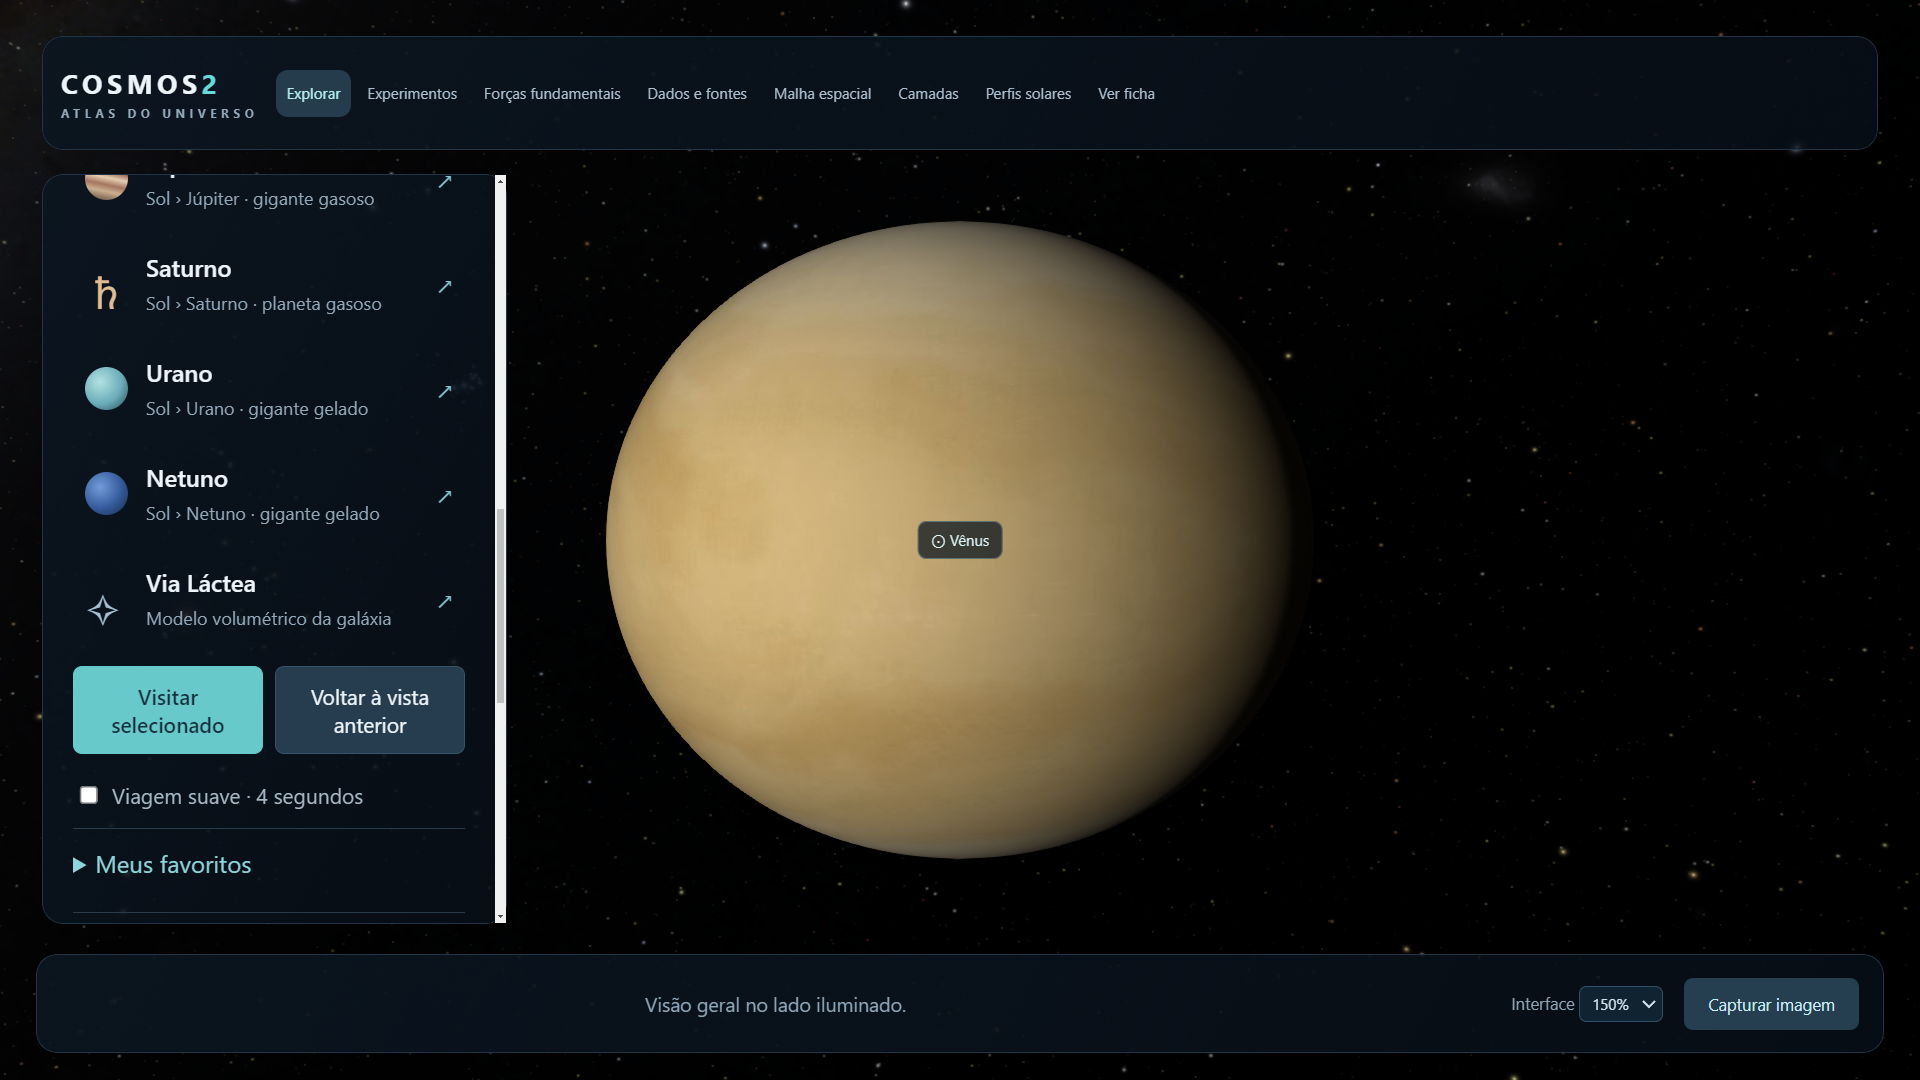 COSMOS2
ATLAS DO UNIVERSO
Explorar
Experimentos
Forças fundamentais
Dados e fontes
Malha espacial
Camadas
Perfis solares
Ver ficha
Sol › Júpiter · gigante gasoso
↗
♄
Saturno
Sol › Saturno · planeta gasoso
↗
Urano
Sol › Urano · gigante gelado
↗
Netuno
Sol › Netuno · gigante gelado
↗
Via Láctea
Modelo volumétrico da galáxia
↗
Visitar
selecionado
Voltar à vista
anterior
Viagem suave · 4 segundos
▶ Meus favoritos
⊙ Vênus
Visão geral no lado iluminado.
Interface
150%
Capturar imagem